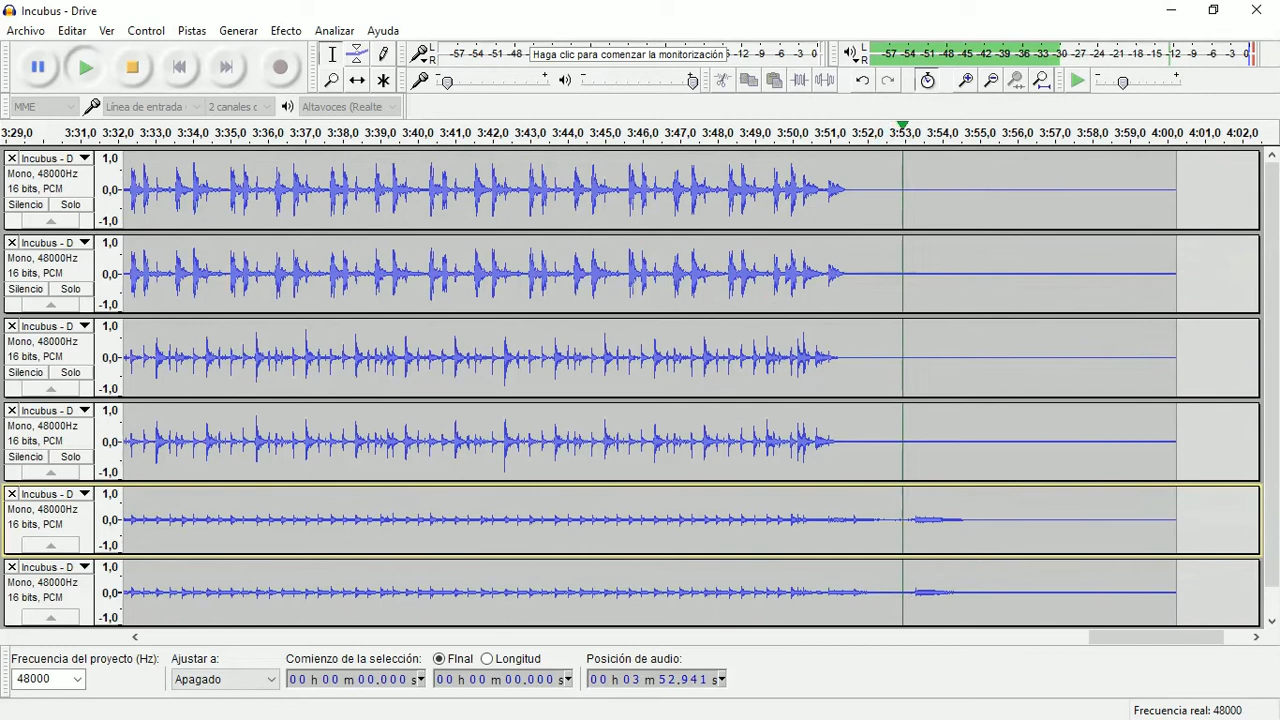 Incubus - Drive
Archivo Editar Ver Control Pistas Generar Efecto Analizar Ayuda
L R -57 -54 -51 -48 Haga clic para comenzar la monitorización -12 -9 -6 -3 0
L R -57 -54 -51 -48 -45 -42 -39 -36 -33 -30 -27 -24 -21 -18 -15 -12 -9 -6 -3 0
MME Línea de entrada 2 canales c Altavoces (Realte
3:29,0 3:31,0 3:32,0 3:33,0 3:34,0 3:35,0 3:36,0 3:37,0 3:38,0 3:39,0 3:40,0 3:41,0 3:42,0 3:43,0 3:44,0 3:45,0 3:46,0 3:47,0 3:48,0 3:49,0 3:50,0 3:51,0 3:52,0 3:53,0 3:54,0 3:55,0 3:56,0 3:57,0 3:58,0 3:59,0 4:00,0 4:01,0 4:02,0
Incubus - D 1,0
Mono, 48000Hz
16 bits, PCM 0,0
Silencio Solo
-1,0
Incubus - D 1,0
Mono, 48000Hz
16 bits, PCM 0,0
Silencio Solo
-1,0
Incubus - D 1,0
Mono, 48000Hz
16 bits, PCM 0,0
Silencio Solo
-1,0
Incubus - D 1,0
Mono, 48000Hz
16 bits, PCM 0,0
Silencio Solo
-1,0
Incubus - D 1,0
Mono, 48000Hz
16 bits, PCM 0,0
-1,0
Incubus - D 1,0
Mono, 48000Hz
16 bits, PCM 0,0
-1,0
Frecuencia del proyecto (Hz): Ajustar a: Comienzo de la selección: FInal Longitud Posición de audio:
48000 Apagado 00 h 00 m 00.000 s 00 h 00 m 00.000 s 00 h 03 m 52.941 s
Frecuencia real: 48000